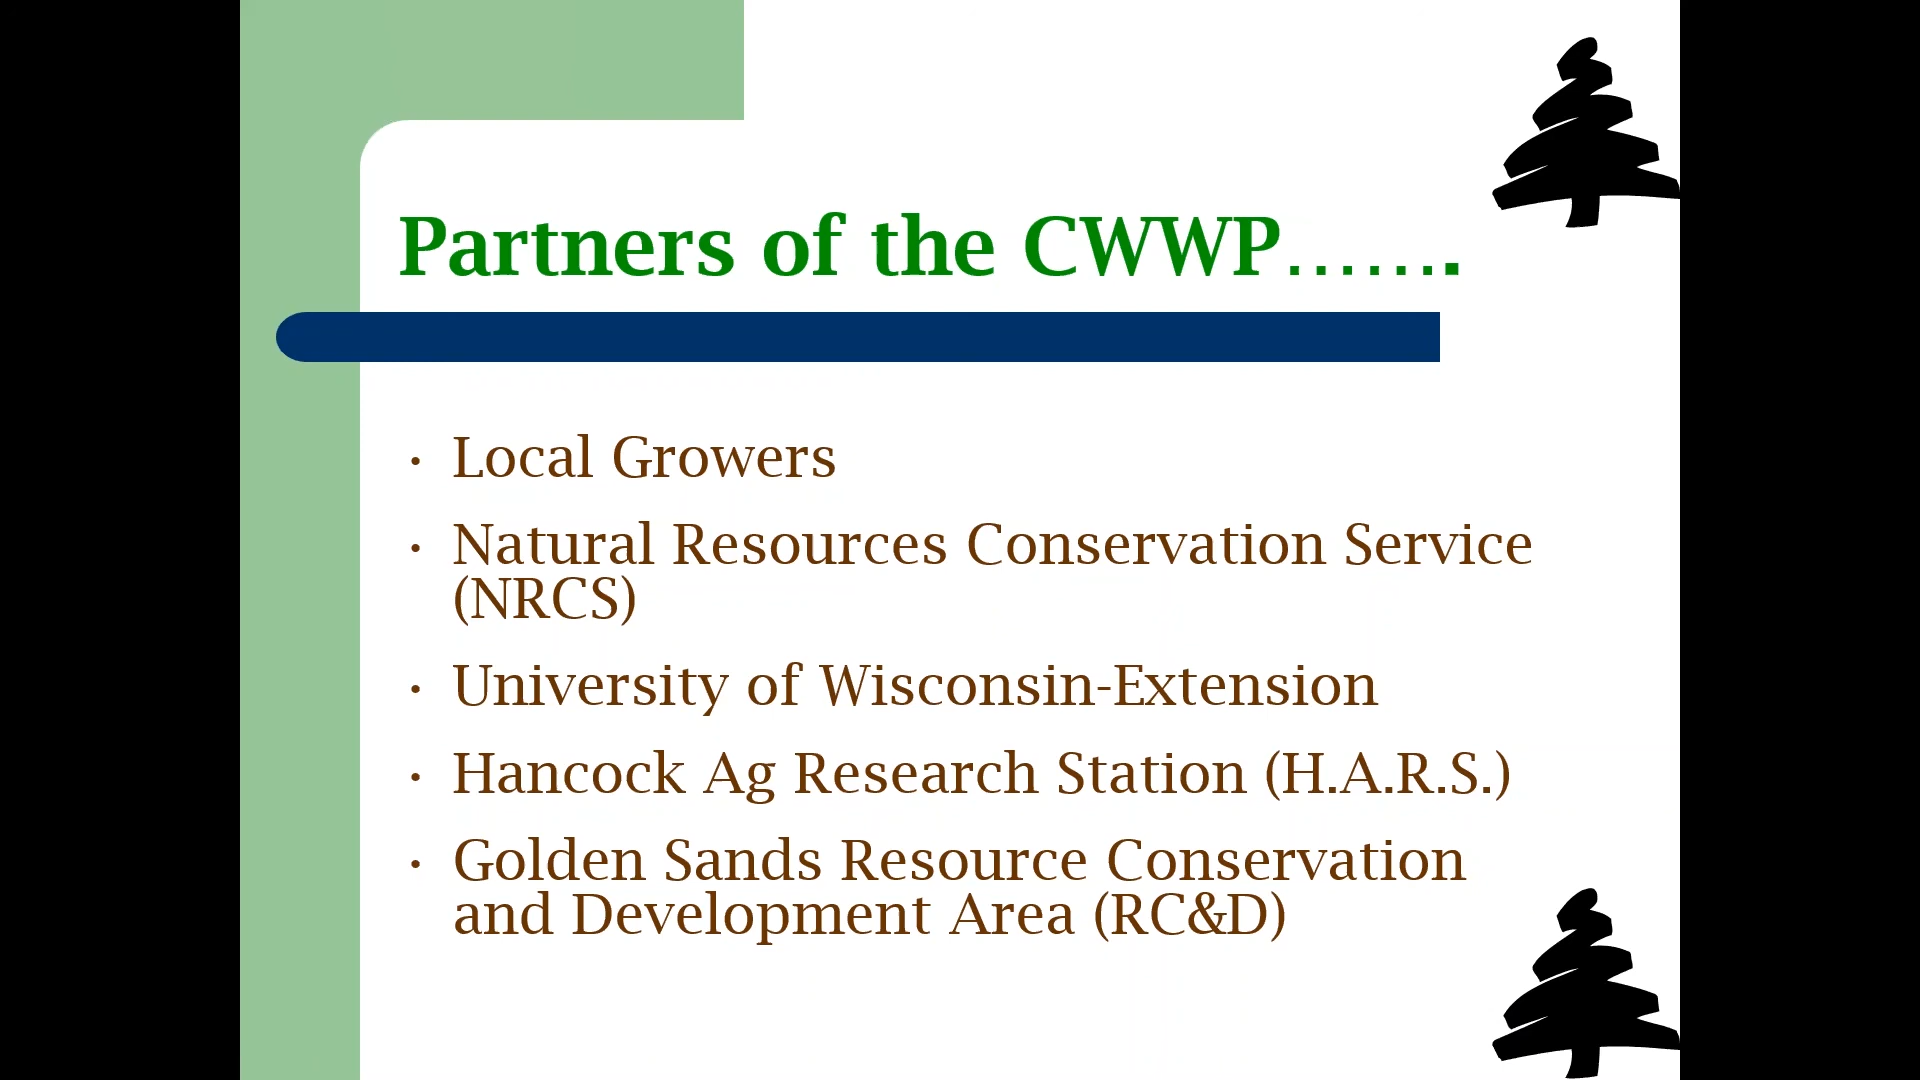 Partners of the CWWP…….
• Local Growers
• Natural Resources Conservation Service
(NRCS)
• University of Wisconsin-Extension
• Hancock Ag Research Station (H.A.R.S.)
• Golden Sands Resource Conservation
and Development Area (RC&D)